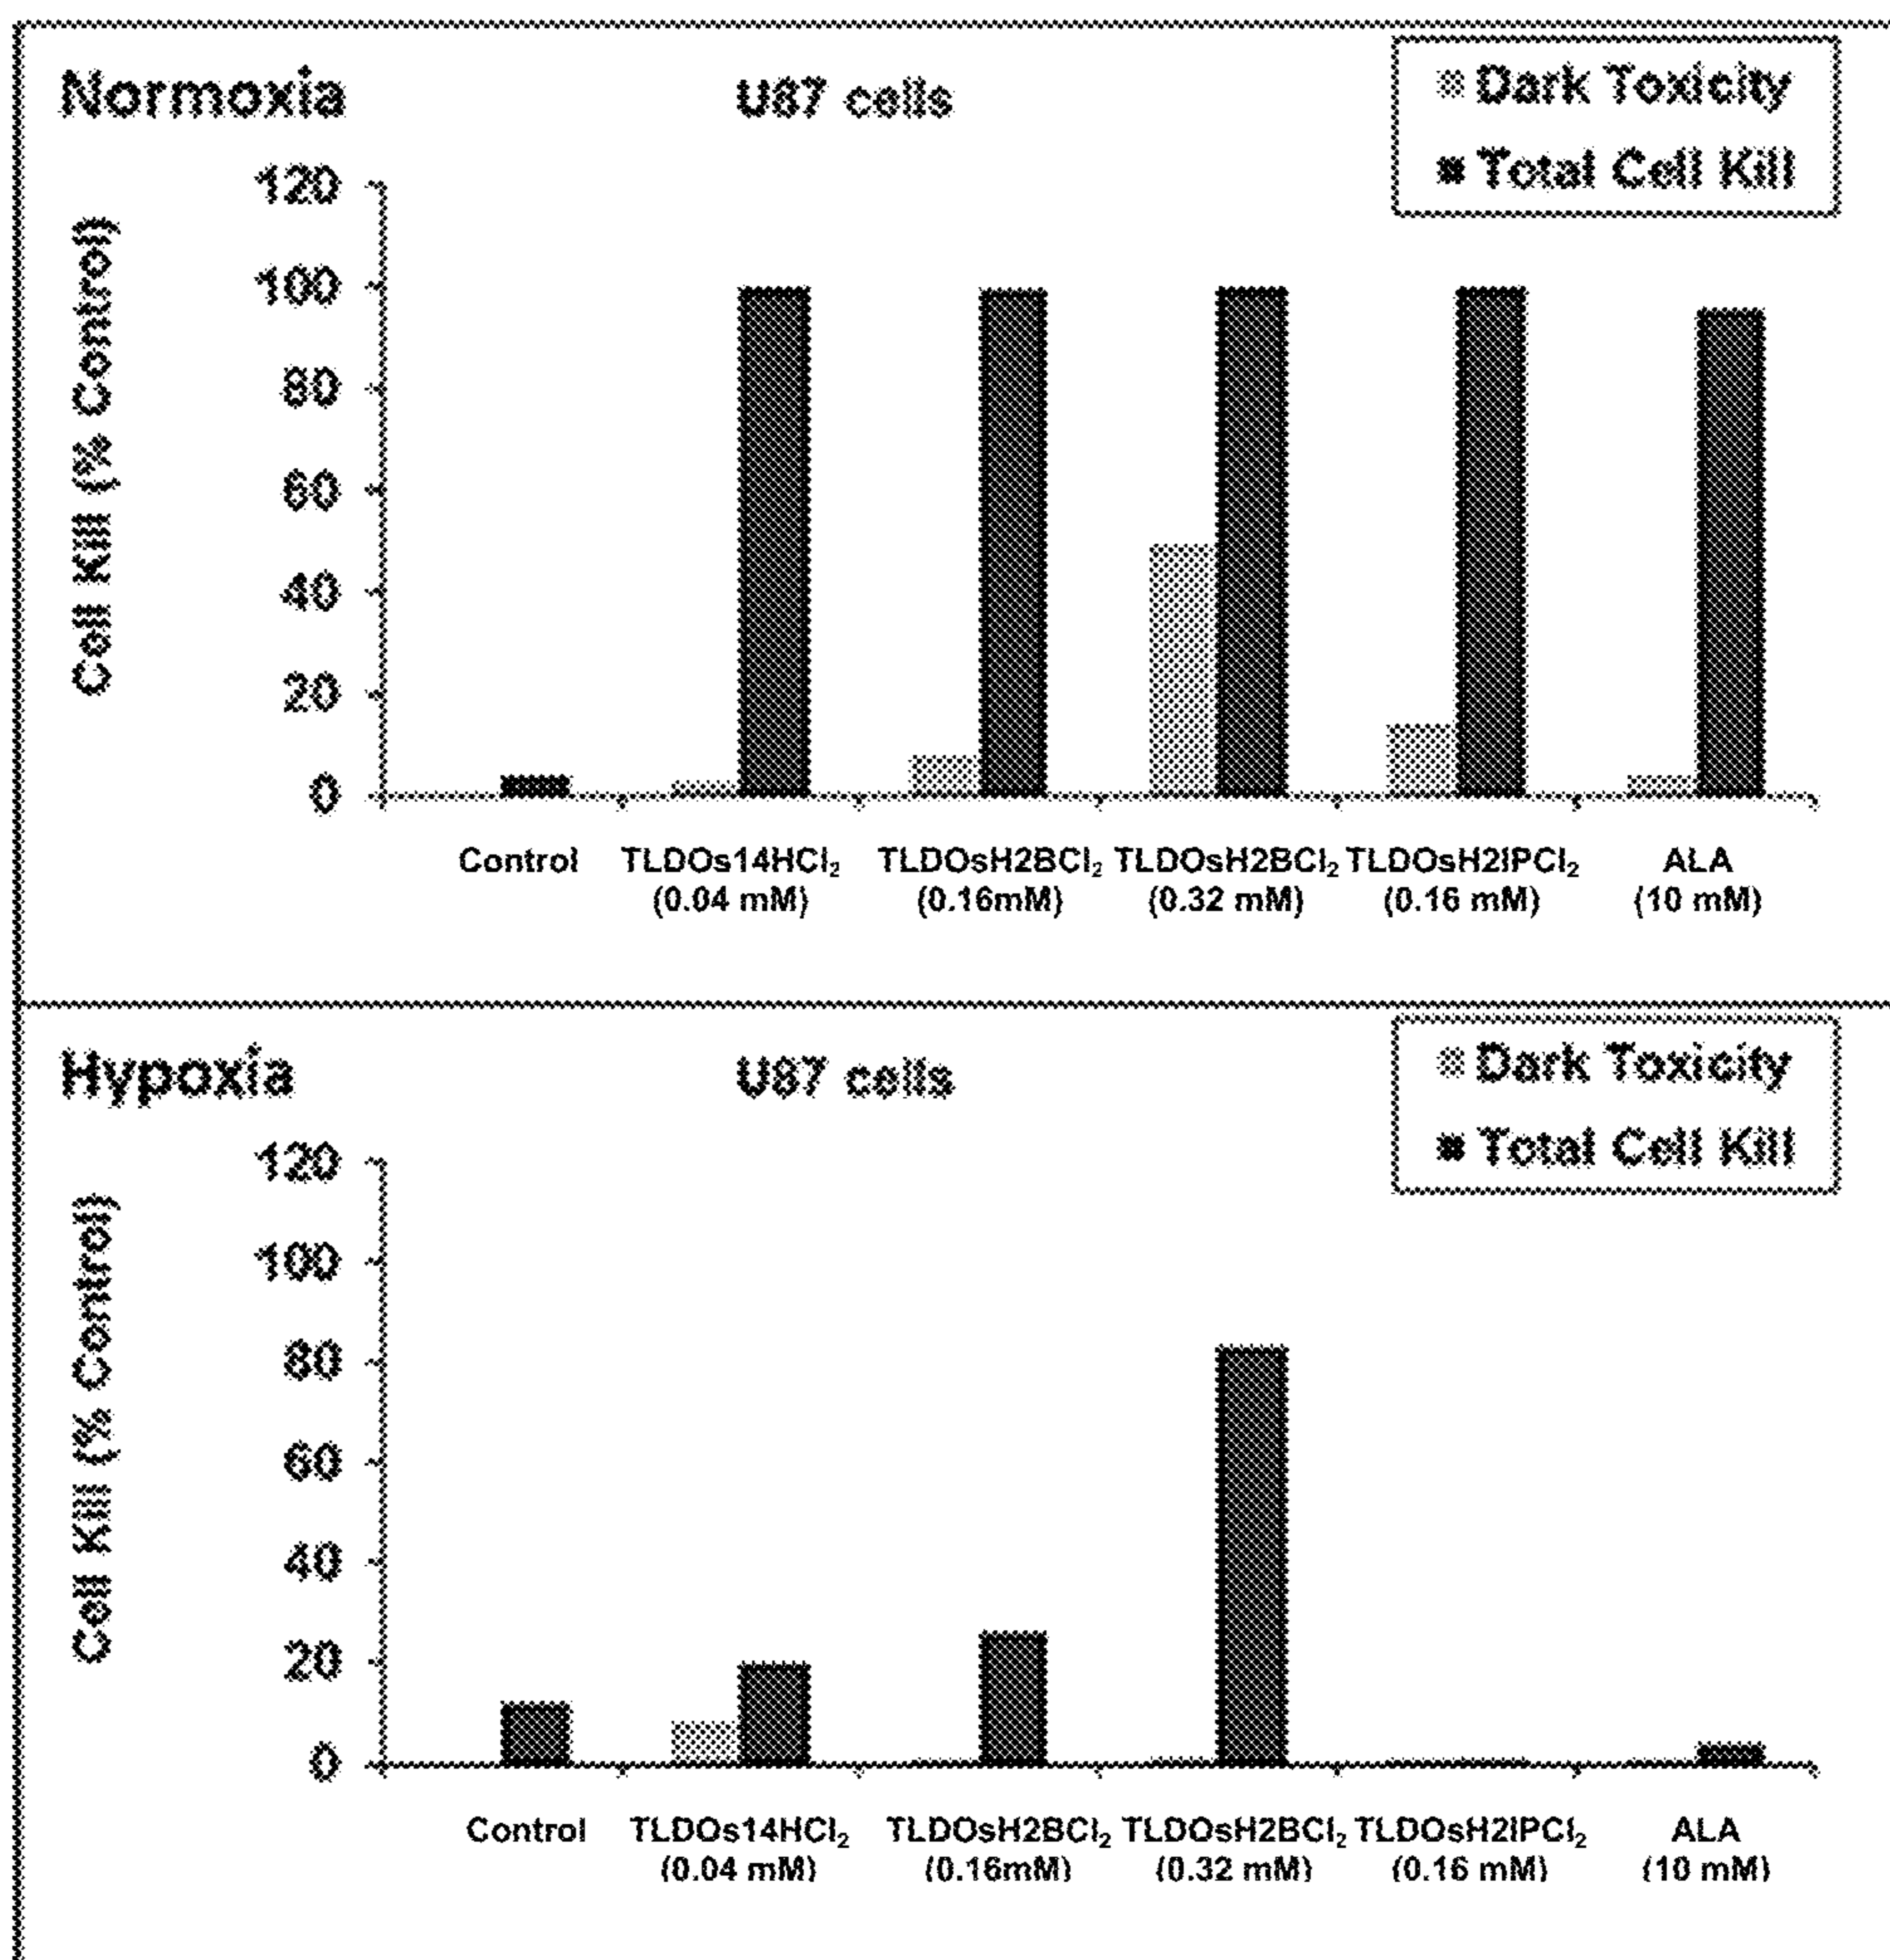 Normoxia
U87 cells
Dark Toxicity
Total Cell Kill
Cell Kill (% Control)
120
100
80
60
40
20
0
Control TLDOs14HCl₂ TLDOsH2BCl₂ TLDOsH2BCl₂ TLDOsH2IPCl₂ ALA
(0.04 mM) (0.16mM) (0.32 mM) (0.16 mM) (10 mM)
Hypoxia
U87 cells
Dark Toxicity
Total Cell Kill
Cell Kill (% Control)
120
100
80
60
40
20
0
Control TLDOs14HCl₂ TLDOsH2BCl₂ TLDOsH2BCl₂ TLDOsH2IPCl₂ ALA
(0.04 mM) (0.16mM) (0.32 mM) (0.16 mM) (10 mM)